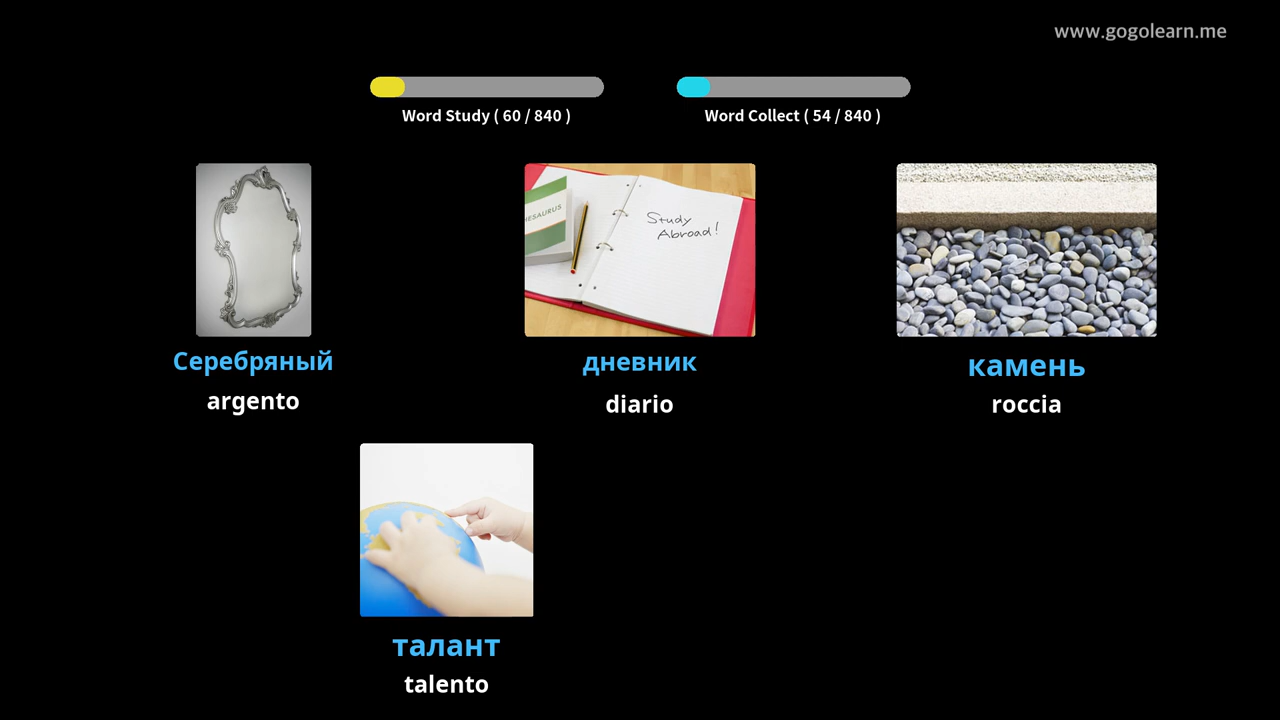 www.gogolearn.me
Word Study ( 60 / 840 )
Word Collect ( 54 / 840 )
HESAURUS
Study
Abroad!
Серебряный
argento
дневник
diario
камень
roccia
талант
talento